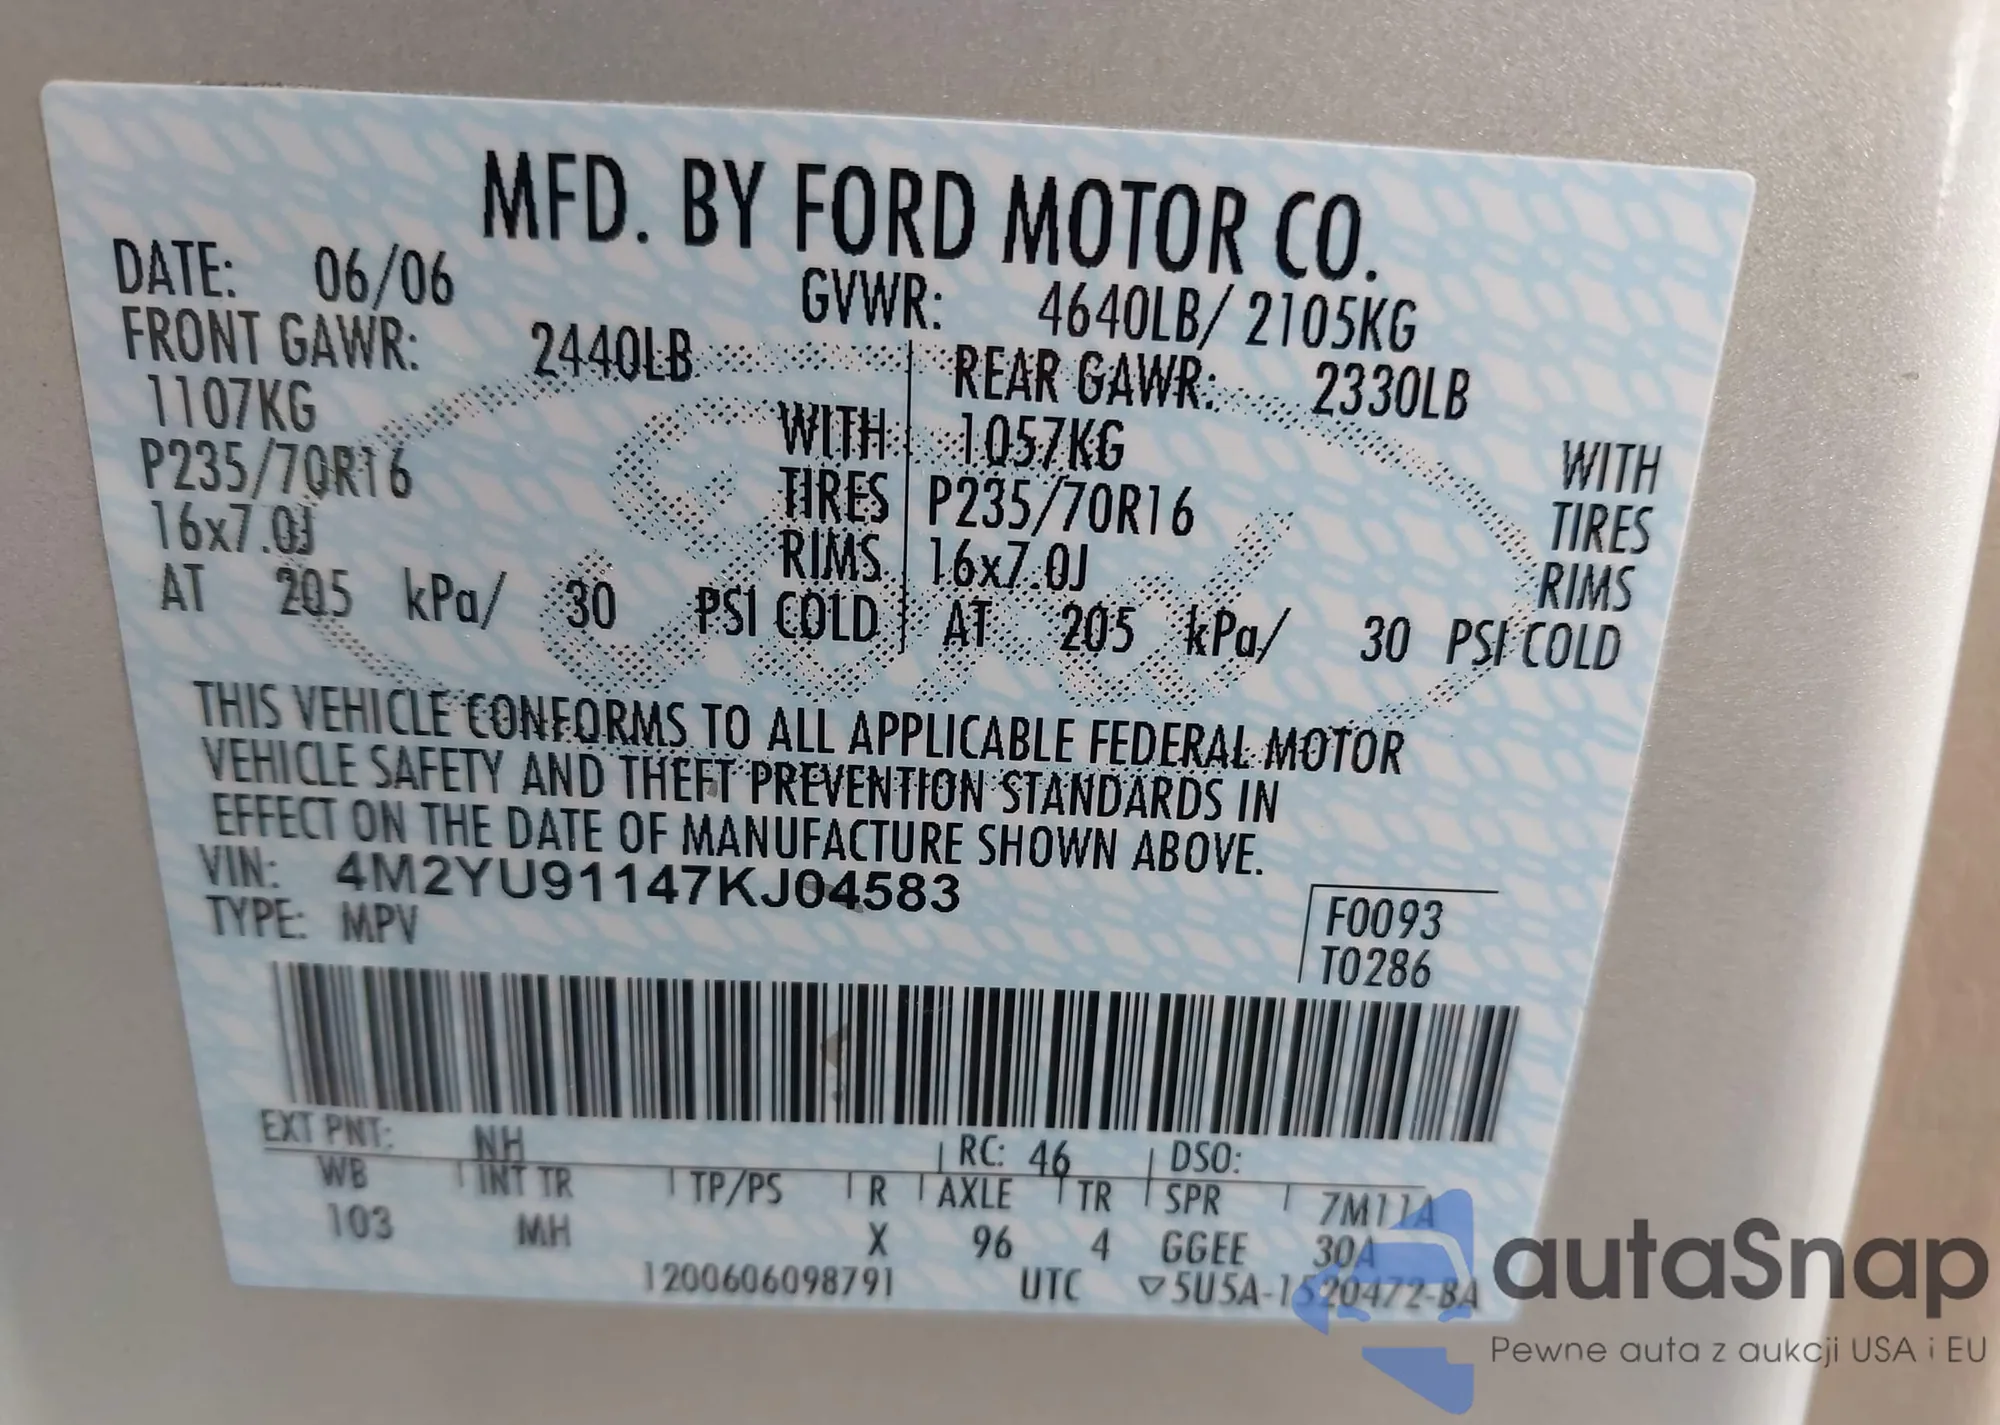 MFD. BY FORD MOTOR CO.
DATE: 06/06 GVWR: 4640LB/ 2105KG
FRONT GAWR: 2440LB REAR GAWR: 2330LB
1107KG WITH 1057KG WITH
P235/70R16 TIRES P235/70R16 TIRES
16x7.0J RIMS 16x7.0J RIMS
AT 205 kPa/ 30 PSI COLD AT 205 kPa/ 30 PSI COLD
THIS VEHICLE CONFORMS TO ALL APPLICABLE FEDERAL MOTOR
VEHICLE SAFETY AND THEFT PREVENTION STANDARDS IN
EFFECT ON THE DATE OF MANUFACTURE SHOWN ABOVE.
VIN: 4M2YU91147KJ04583
TYPE: MPV
F0093
T0286
EXT PNT: NH RC: 46 DSO:
WB INT TR TP/PS R AXLE TR SPR 7M11A
103 MH X 96 4 GGEE 30A
1200606098791 UTC ▽5U5A-1520472-BA
autaSnap
Pewne auta z aukcji USA i EU